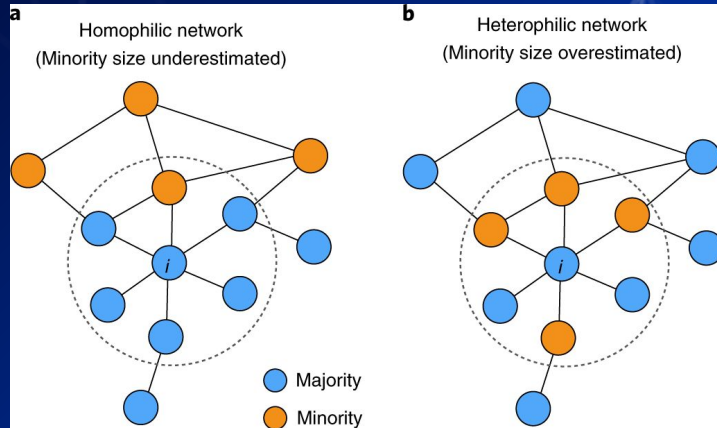 a
Homophilic network
(Minority size underestimated)
i
Majority
Minority
b
Heterophilic network
(Minority size overestimated)
i